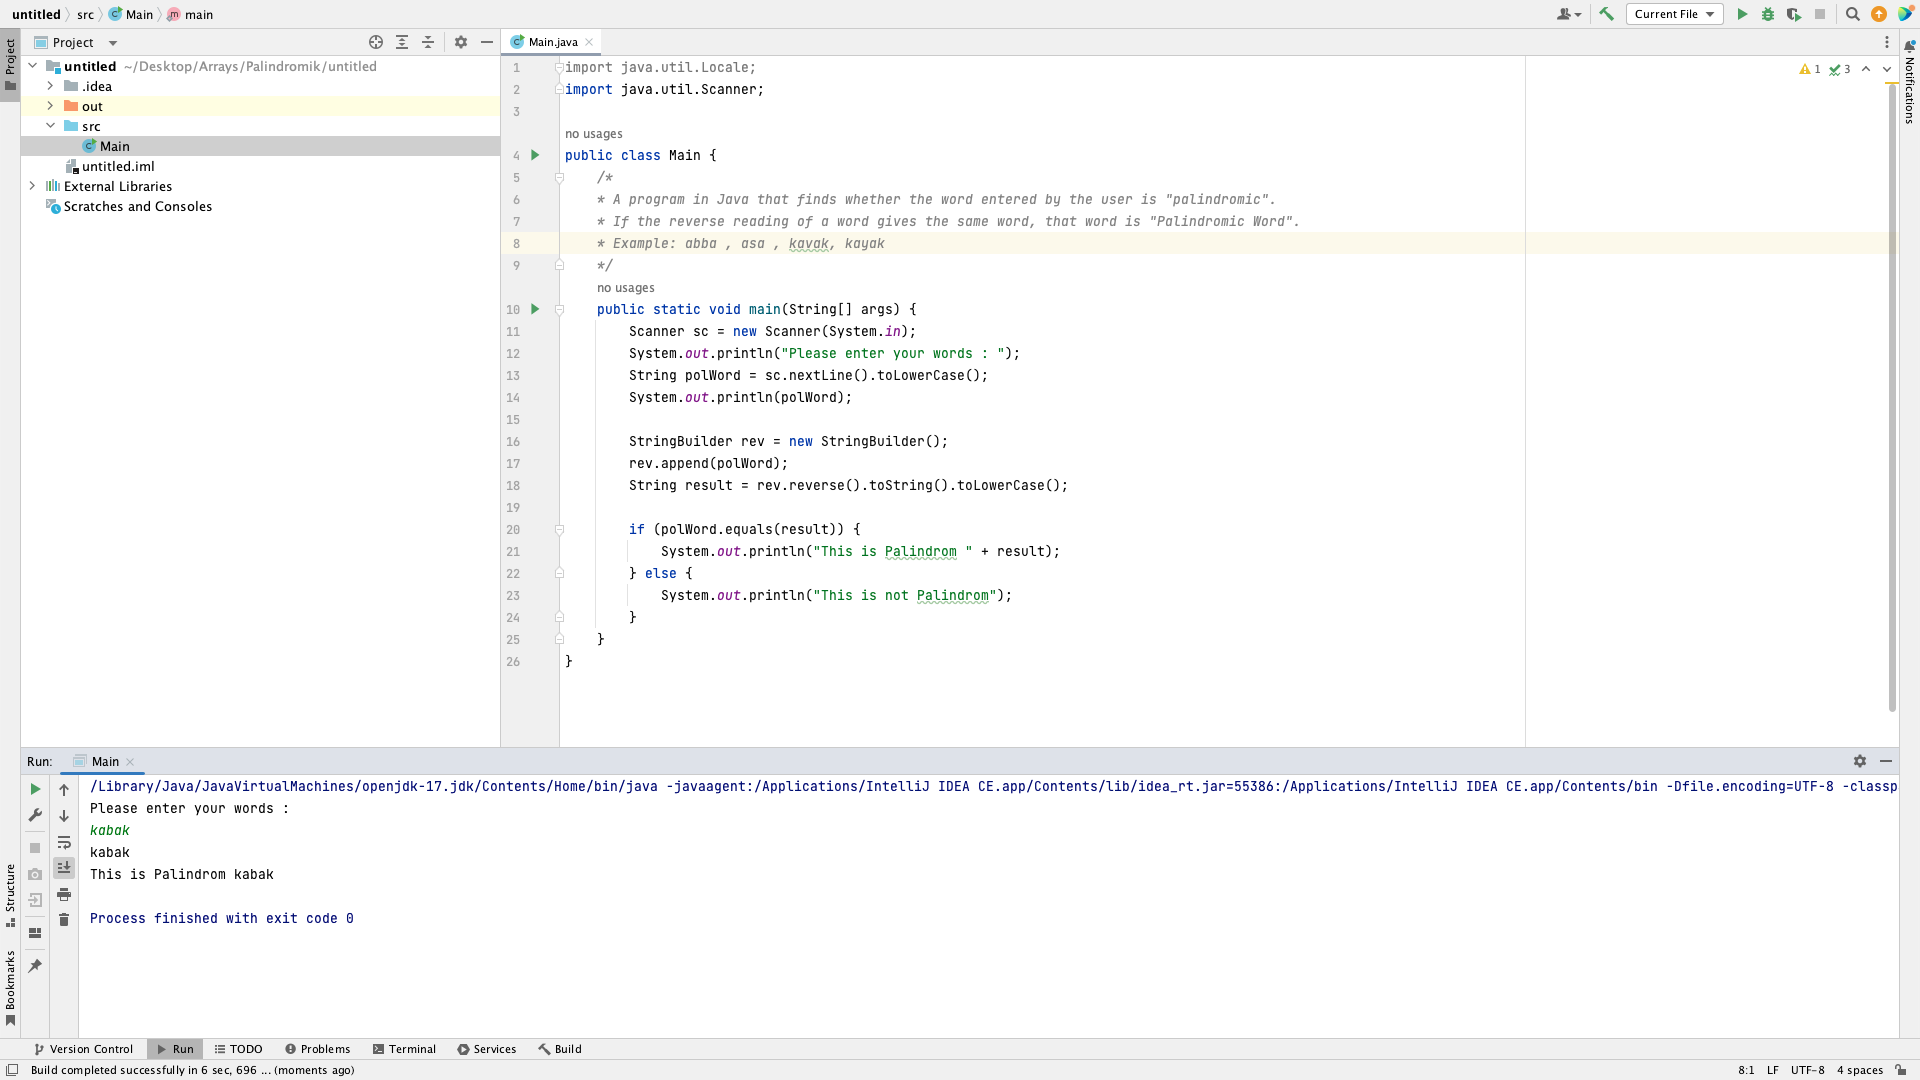 untitled src Main main
Current File
Project
Project
untitled ~/Desktop/Arrays/Palindromik/untitled
.idea
out
src
Main
untitled.iml
External Libraries
Scratches and Consoles
Main.java
1 3
Notifications
1 import java.util.Locale;
2 import java.util.Scanner;
3
no usages
4 public class Main {
5 /*
6 * A program in Java that finds whether the word entered by the user is "palindromic".
7 * If the reverse reading of a word gives the same word, that word is "Palindromic Word".
8 * Example: abba , asa , kavak, kayak
9 */
no usages
10 public static void main(String[] args) {
11 Scanner sc = new Scanner(System.in);
12 System.out.println("Please enter your words : ");
13 String polWord = sc.nextLine().toLowerCase();
14 System.out.println(polWord);
15
16 StringBuilder rev = new StringBuilder();
17 rev.append(polWord);
18 String result = rev.reverse().toString().toLowerCase();
19
20 if (polWord.equals(result)) {
21 System.out.println("This is Palindrom " + result);
22 } else {
23 System.out.println("This is not Palindrom");
24 }
25 }
26 }
Run: Main
/Library/Java/JavaVirtualMachines/openjdk-17.jdk/Contents/Home/bin/java -javaagent:/Applications/IntelliJ IDEA CE.app/Contents/lib/idea_rt.jar=55386:/Applications/IntelliJ IDEA CE.app/Contents/bin -Dfile.encoding=UTF-8 -classp
Please enter your words :
kabak
kabak
This is Palindrom kabak
Process finished with exit code 0
Structure
Bookmarks
Version Control Run TODO Problems Terminal Services Build
Build completed successfully in 6 sec, 696 ... (moments ago)
8:1 LF UTF-8 4 spaces